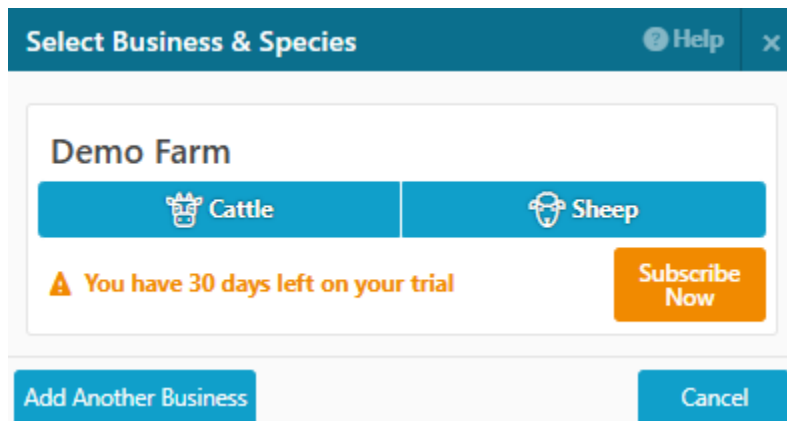 Select Business & Species
Help
Demo Farm
Cattle
Sheep
You have 30 days left on your trial
Subscribe
Now
Add Another Business
Cancel